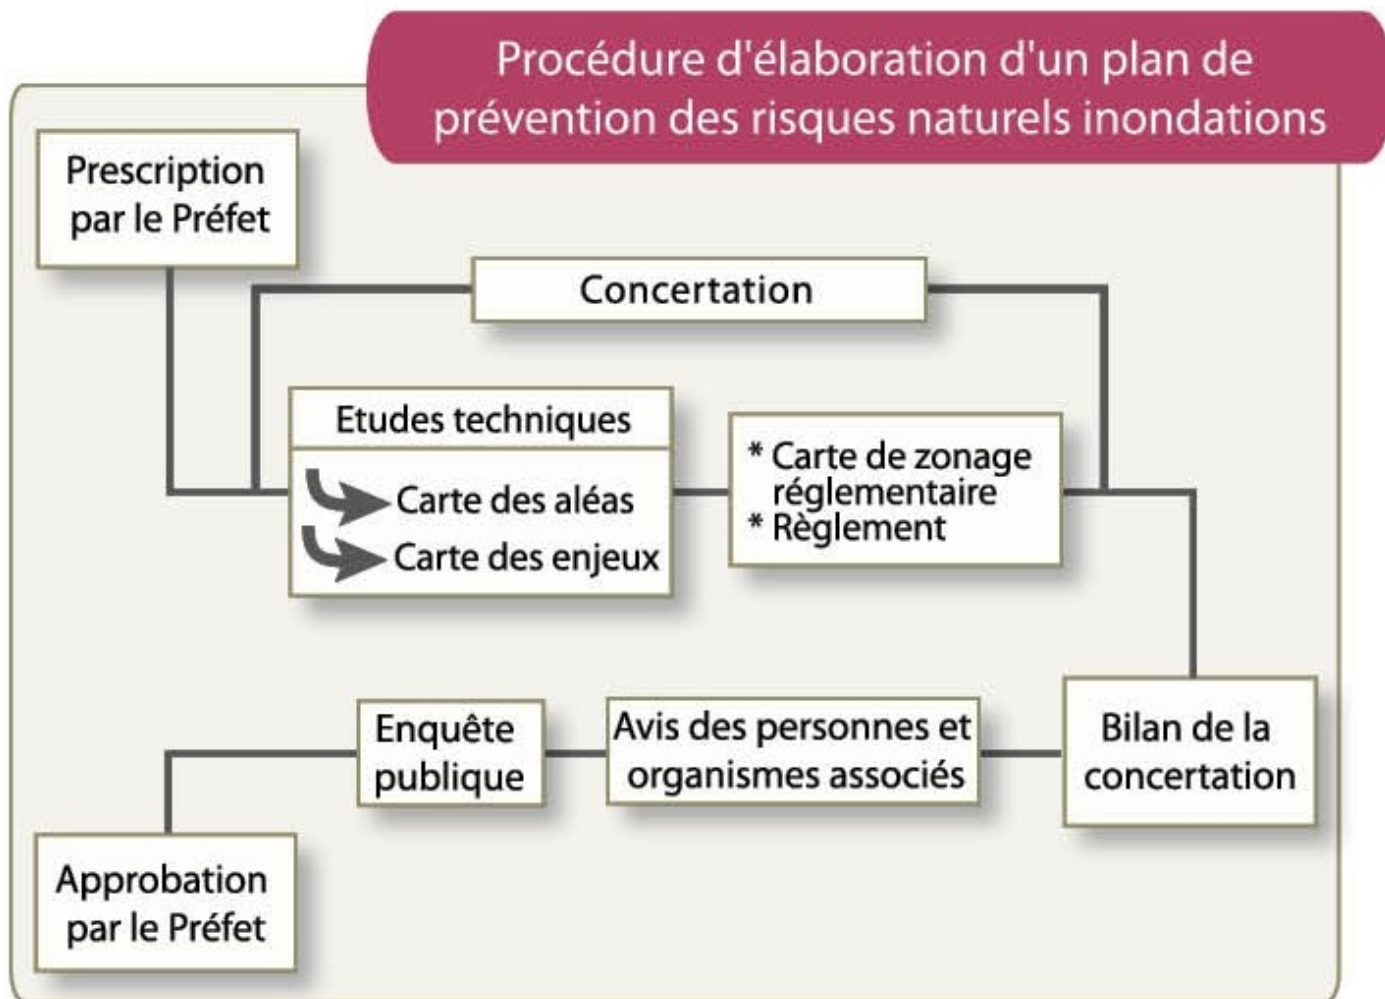 Procédure d'élaboration d'un plan de
prévention des risques naturels inondations
Prescription
par le Préfet
Concertation
Etudes techniques
Carte des aléas
Carte des enjeux
* Carte de zonage
réglementaire
* Règlement
Bilan de la
concertation
Avis des personnes et
organismes associés
Enquête
publique
Approbation
par le Préfet